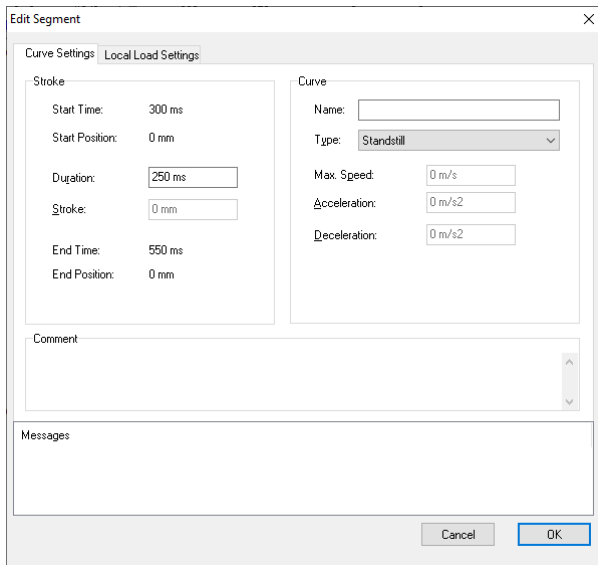 Edit Segment
Curve Settings
Local Load Settings
Stroke
Start Time: 300 ms
Start Position: 0 mm
Duration: 250 ms
Stroke: 0 mm
End Time: 550 ms
End Position: 0 mm
Curve
Name:
Type: Standstill
Max. Speed: 0 m/s
Acceleration: 0 m/s2
Deceleration: 0 m/s2
Comment
Messages
Cancel
OK